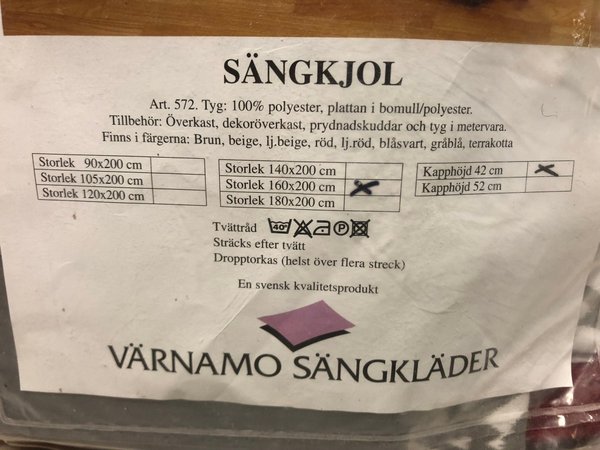 SÄNGKJOL
Art. 572. Tyg: 100% polyester, plattan i bomull/polyester.
Tillbehör: Överkast, dekoröverkast, prydnadskuddar och tyg i metervara.
Finns i färgerna: Brun, beige, lj.beige, röd, lj.röd, blåsvart, gråblå, terrakotta
Storlek 90x200 cm
Storlek 105x200 cm
Storlek 120x200 cm
Storlek 140x200 cm
Storlek 160x200 cm
Storlek 180x200 cm
Kapphöjd 42 cm
Kapphöjd 52 cm
Tvättråd 40° P
Sträcks efter tvätt
Dropptorkas (helst över flera streck)
En svensk kvalitetsprodukt
VÄRNAMO SÄNGKLÄDER